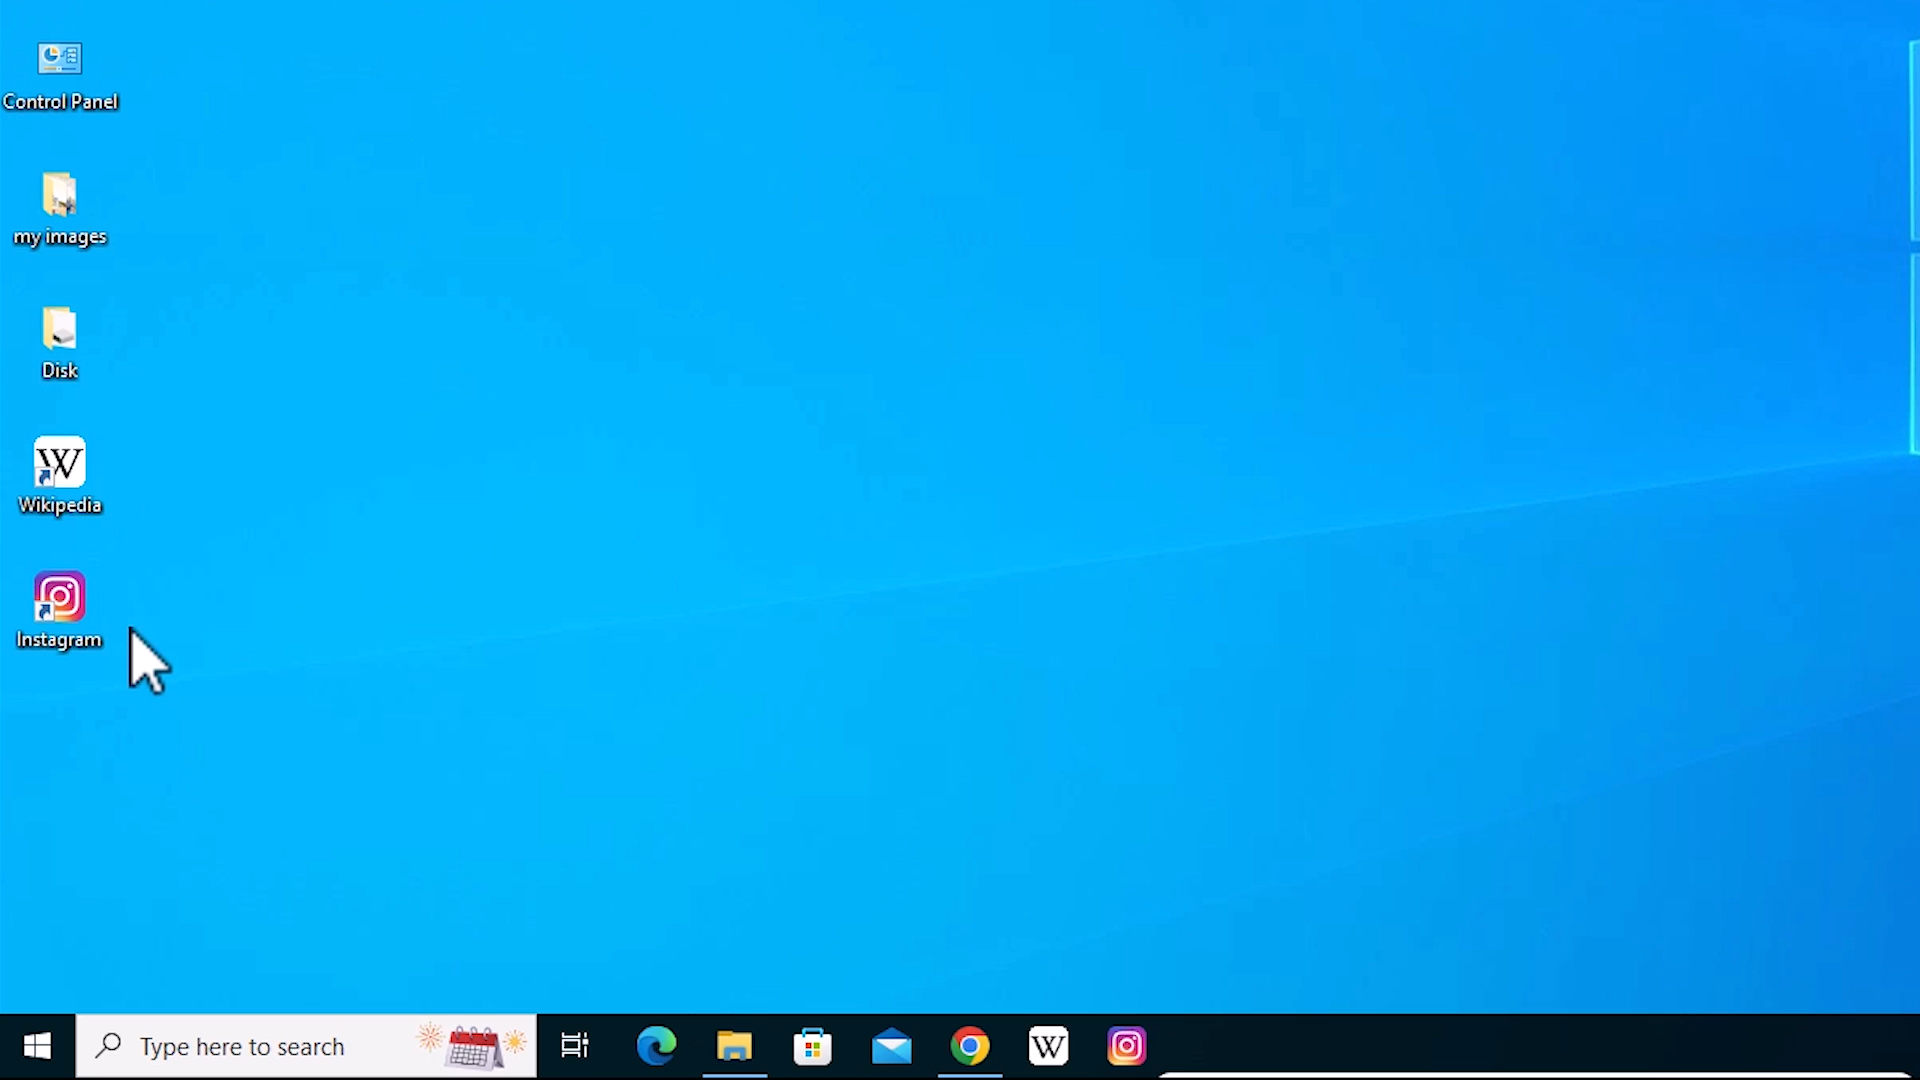 Control Panel
my images
Disk
W
Wikipedia
Instagram
Type here to search
W